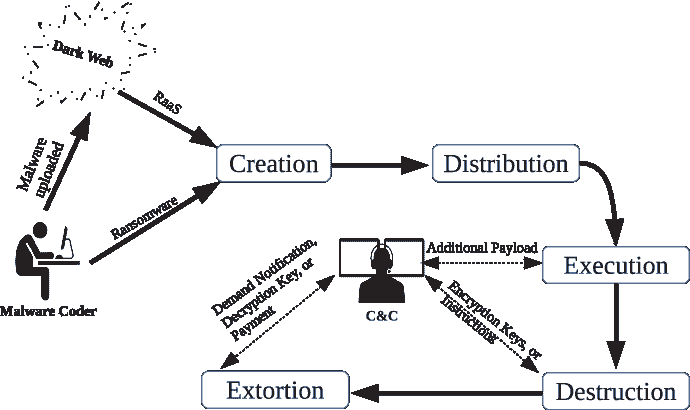 Dark Web
RaaS
Malware
uploaded
Creation
Distribution
Ransomware
Malware Coder
Demand Notification,
Decryption Key, or
Payment
Additional Payload
Execution
C&C
Encryption Keys, or
Instructions
Extortion
Destruction